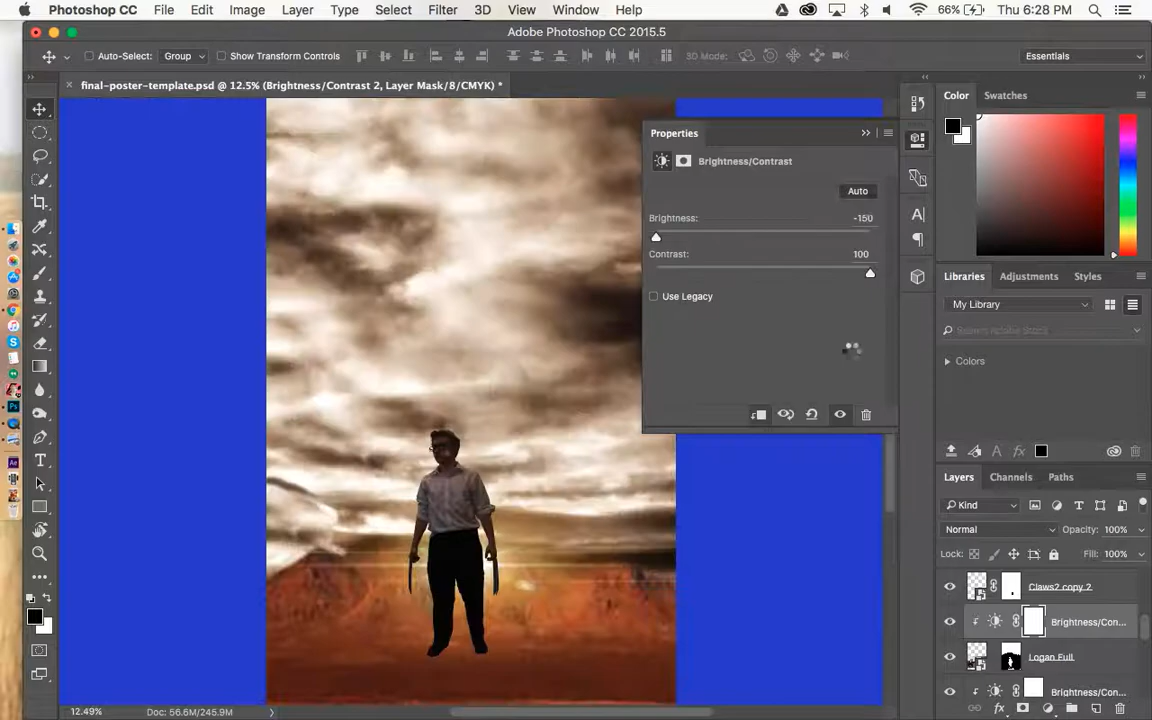 Photoshop CC File Edit Image Layer Type Select Filter 3D View Window Help 66% Thu 6:28 PM
Adobe Photoshop CC 2015.5
Auto-Select: Group Show Transform Controls 3D Mode: Essentials
× final-poster-template.psd @ 12.5% (Brightness/Contrast 2, Layer Mask/8/CMYK) *
Color Swatches
Properties
Brightness/Contrast
Auto
Brightness: -150
Contrast: 100
Use Legacy
Libraries Adjustments Styles
My Library
Search Adobe Stock
Colors
Layers Channels Paths
Kind
Normal Opacity: 100%
Lock: Fill: 100%
Claws2 copy 2
Brightness/Con...
Logan Full
Brightness/Con...
12.49% Doc: 56.6M/245.9M